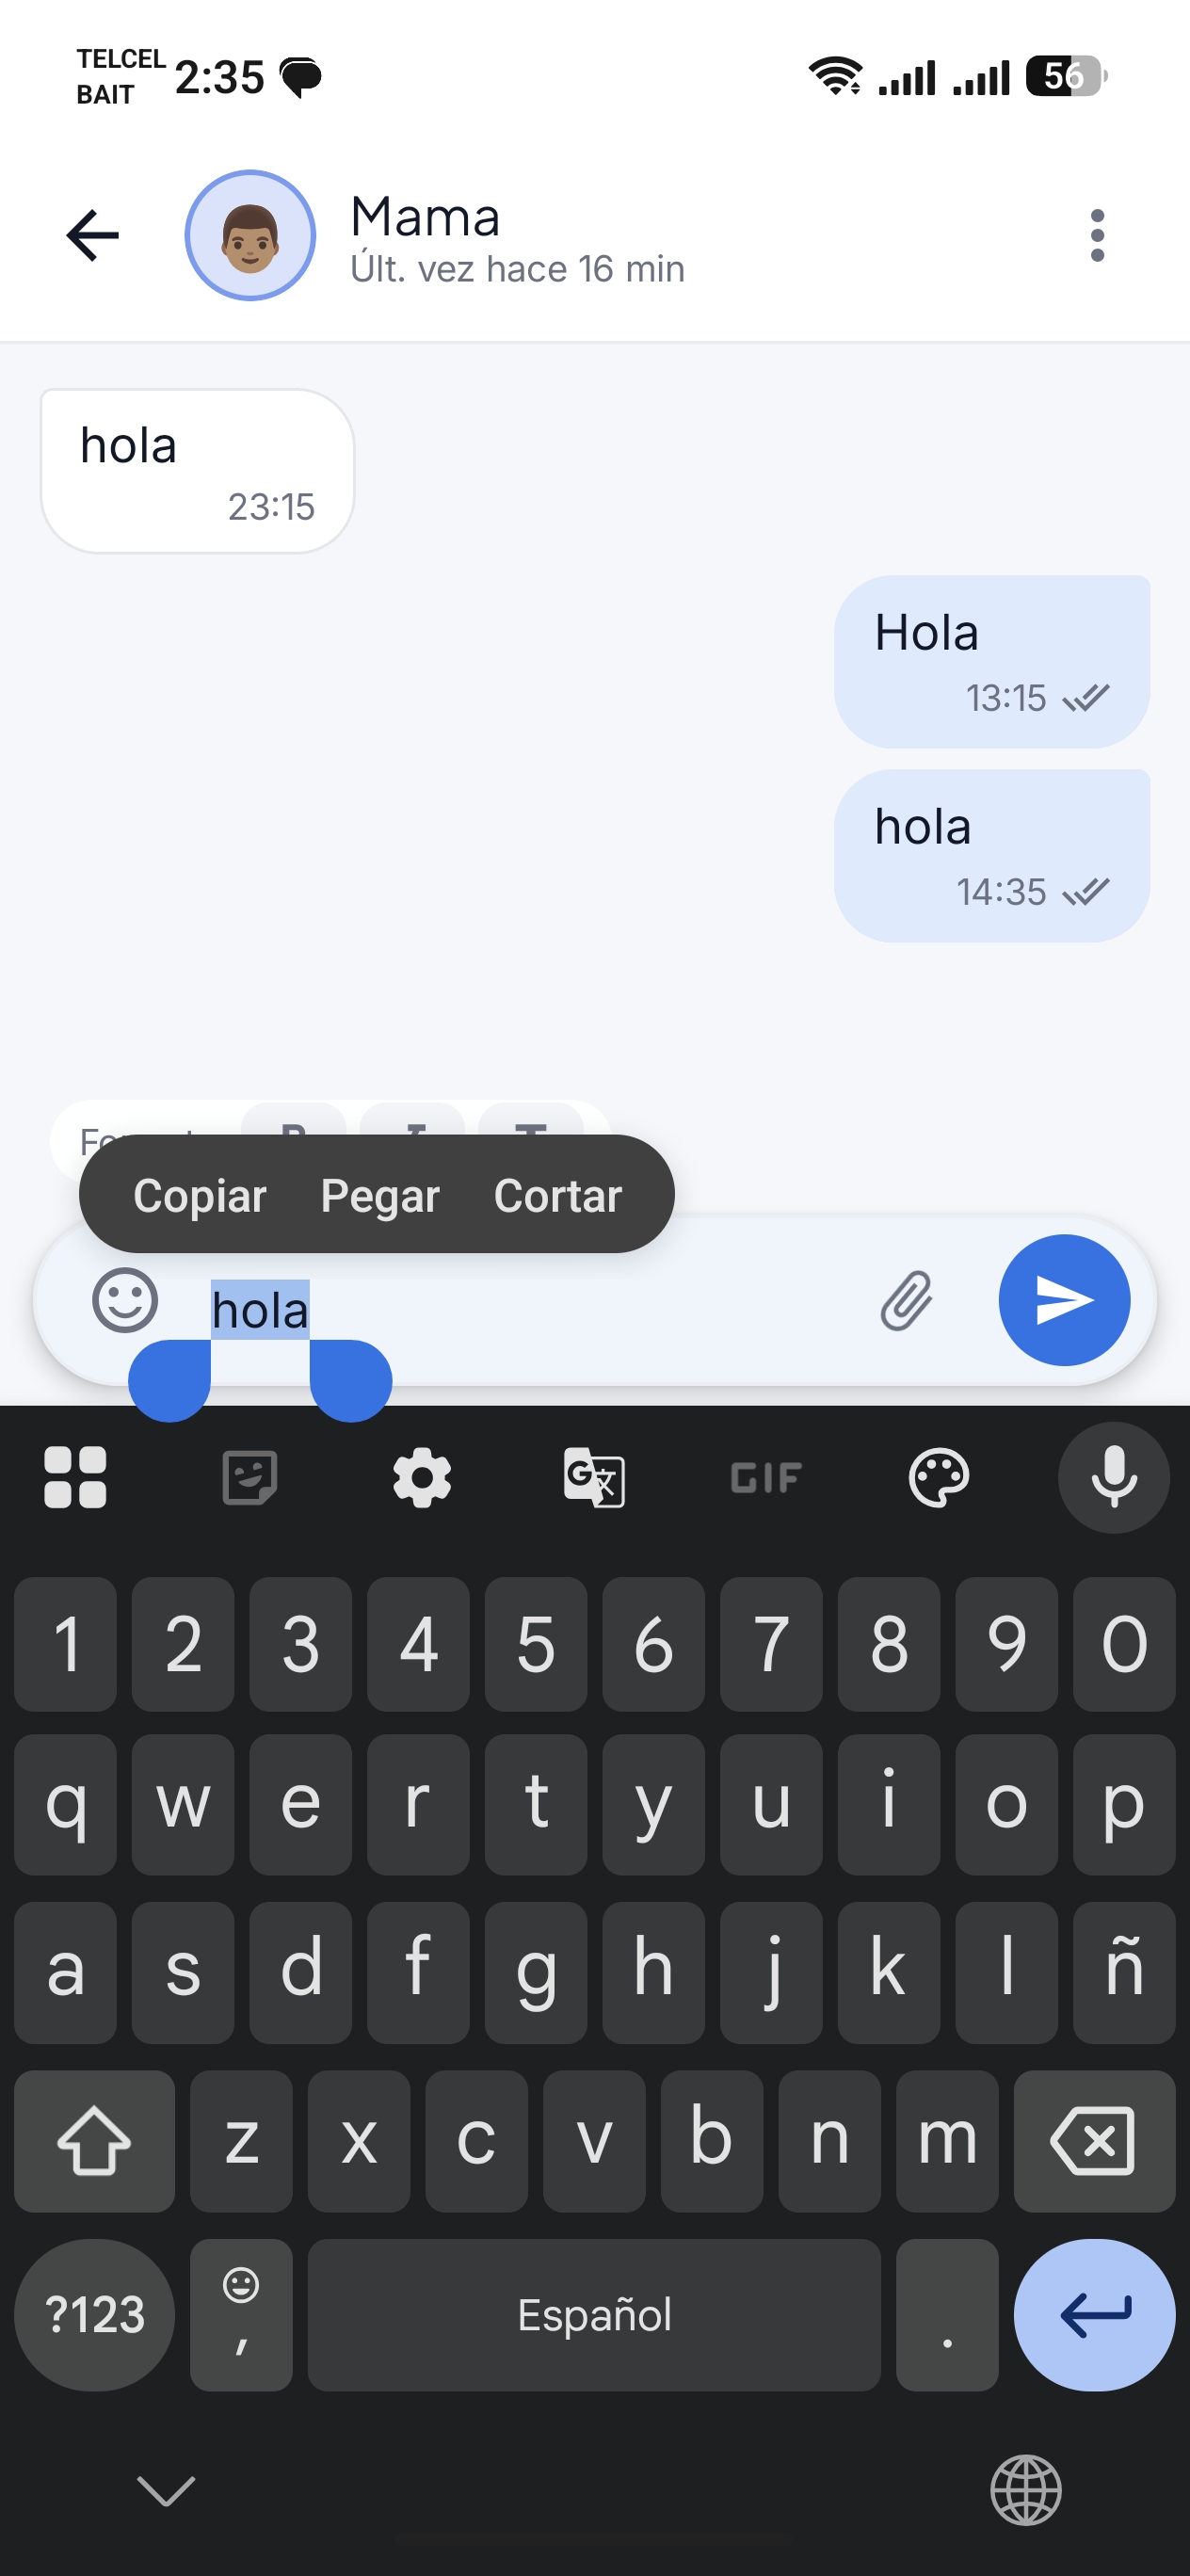 TELCEL
BAIT
2:35
56
Mama
Últ. vez hace 16 min
hola
23:15
Hola
13:15
hola
14:35
Copiar Pegar Cortar
hola
GIF
1 2 3 4 5 6 7 8 9 0
q w e r t y u i o p
a s d f g h j k l ñ
z x c v b n m
?123 , Español .